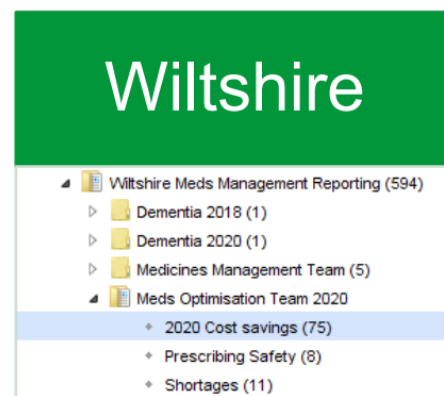 Wiltshire
Wiltshire Meds Management Reporting (594)
Dementia 2018 (1)
Dementia 2020 (1)
Medicines Management Team (5)
Meds Optimisation Team 2020
2020 Cost savings (75)
Prescribing Safety (8)
Shortages (11)